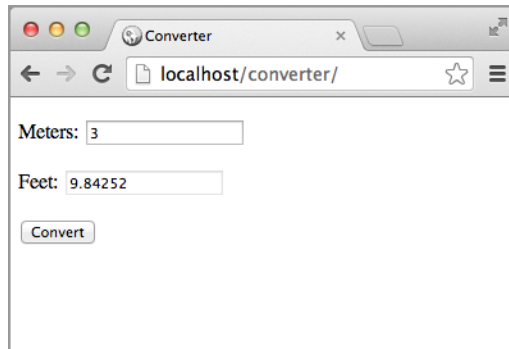 Converter
localhost/converter/
Meters: 3
Feet: 9.84252
Convert